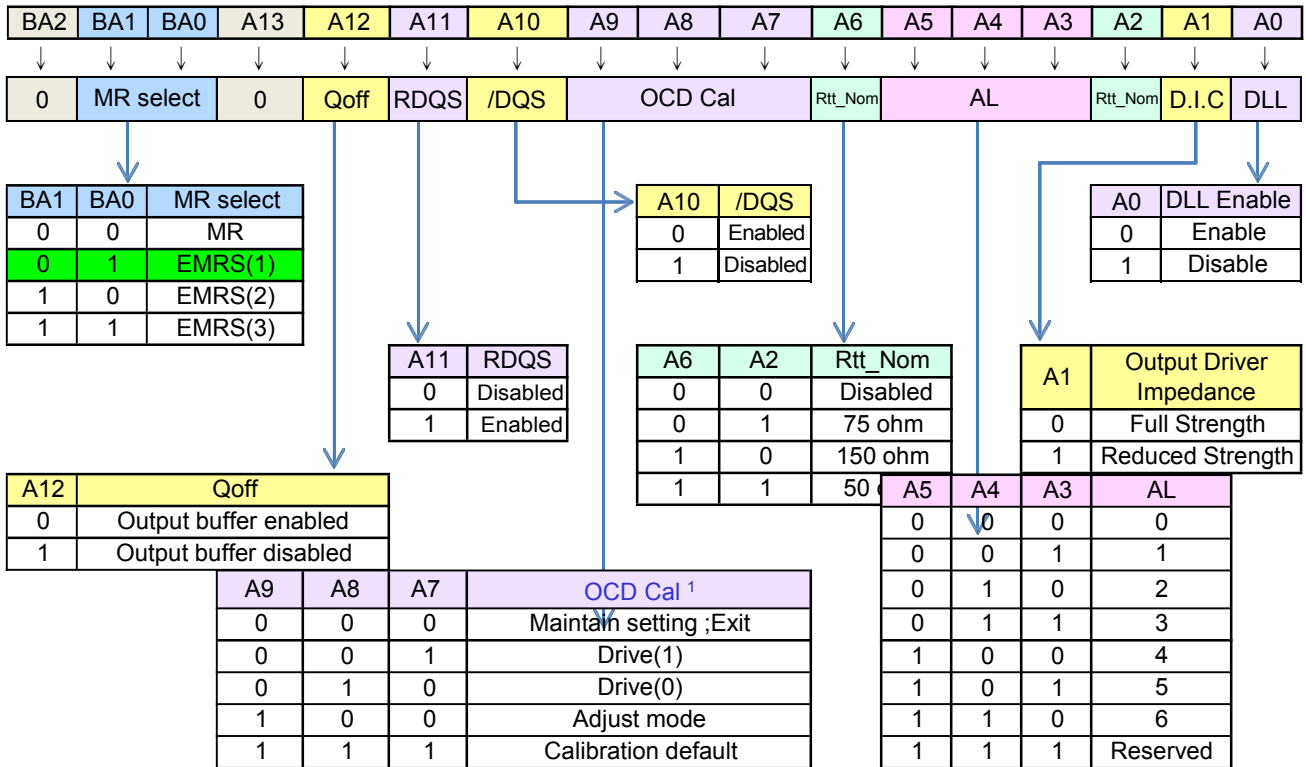 BA2 BA1 BA0 A13 A12 A11 A10 A9 A8 A7 A6 A5 A4 A3 A2 A1 A0
0 MR select 0 Qoff RDQS /DQS OCD Cal Rtt_Nom AL Rtt_Nom D.I.C DLL
BA1 BA0 MR select
0 0 MR
0 1 EMRS(1)
1 0 EMRS(2)
1 1 EMRS(3)
A10 /DQS
0 Enabled
1 Disabled
A0 DLL Enable
0 Enable
1 Disable
A11 RDQS
0 Disabled
1 Enabled
A6 A2 Rtt_Nom
0 0 Disabled
0 1 75 ohm
1 0 150 ohm
1 1 50
A1 Output Driver
Impedance
0 Full Strength
1 Reduced Strength
A12 Qoff
0 Output buffer enabled
1 Output buffer disabled
A9 A8 A7 OCD Cal 1
0 0 0 Maintain setting ;Exit
0 0 1 Drive(1)
0 1 0 Drive(0)
1 0 0 Adjust mode
1 1 1 Calibration default
A5 A4 A3 AL
0 0 0 0
0 0 1 1
0 1 0 2
0 1 1 3
1 0 0 4
1 0 1 5
1 1 0 6
1 1 1 Reserved